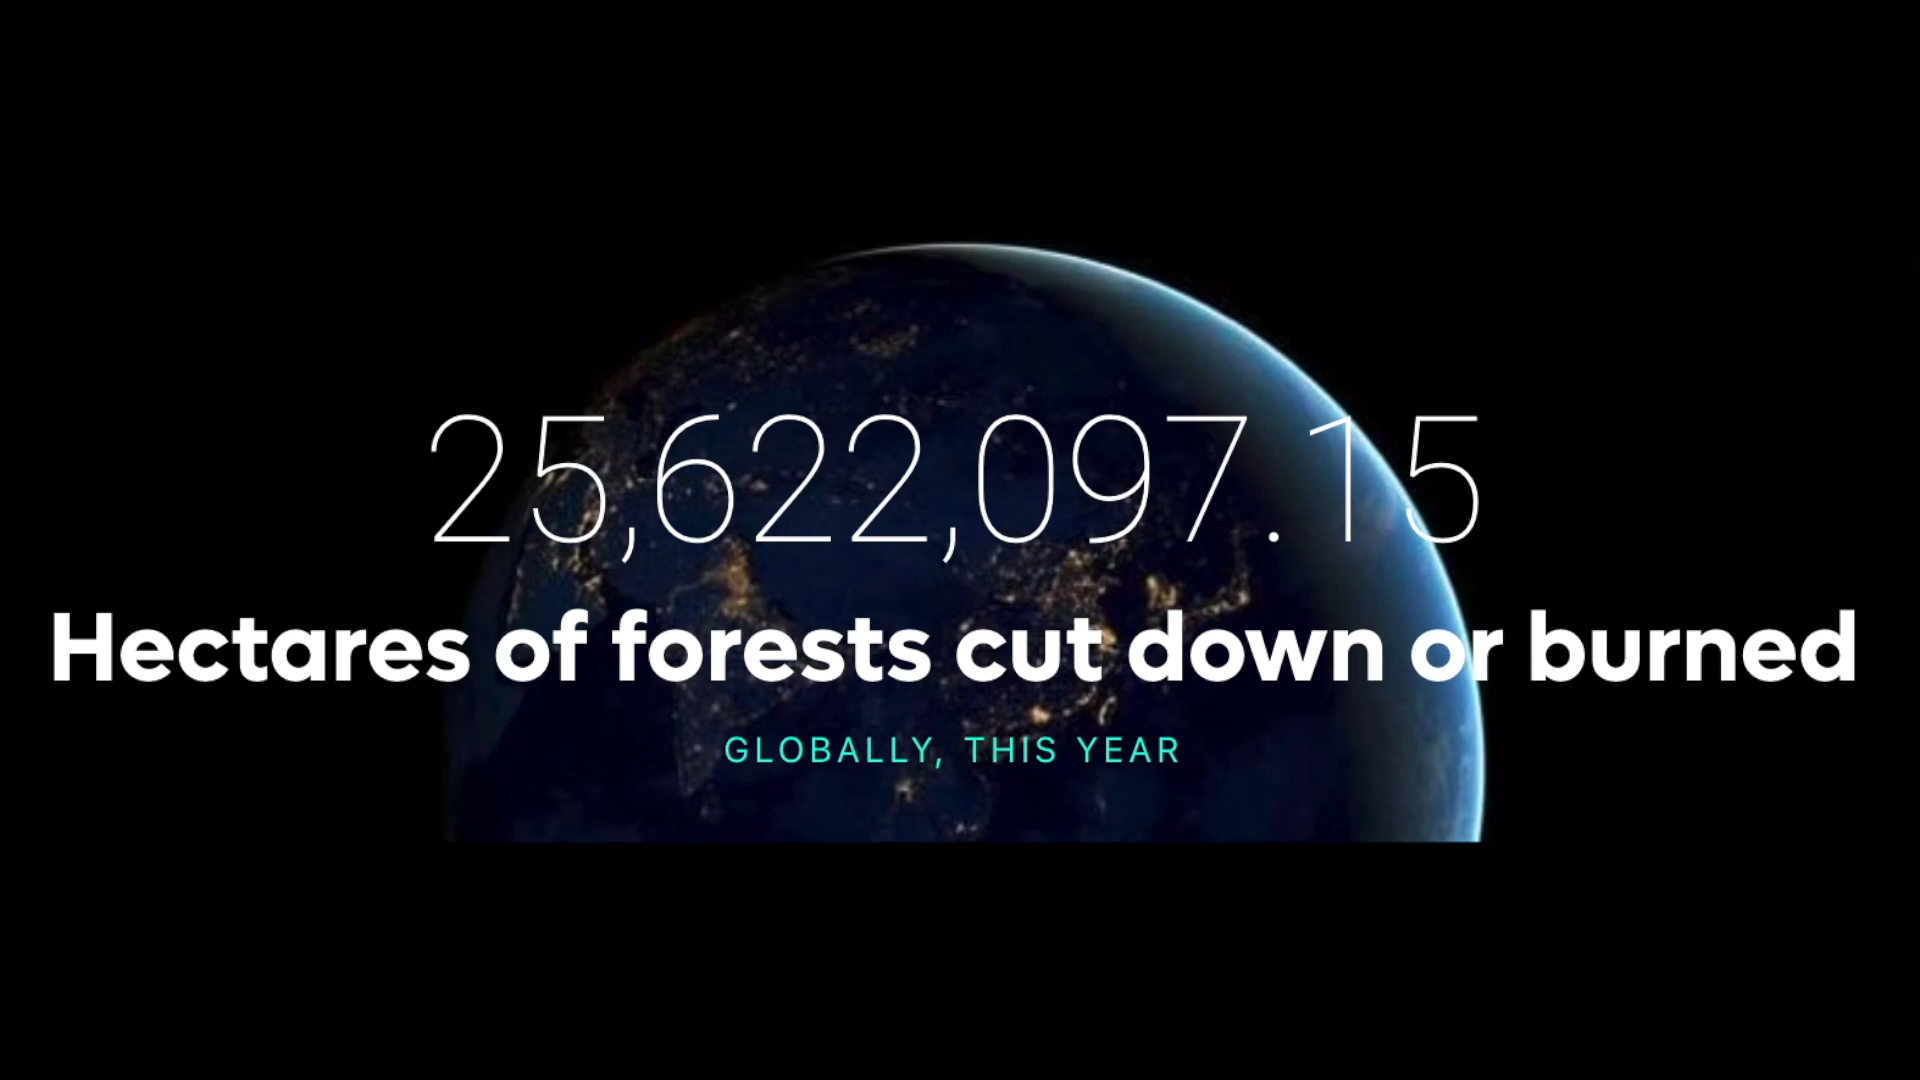 25,622,097.15
Hectares of forests cut down or burned
GLOBALLY, THIS YEAR